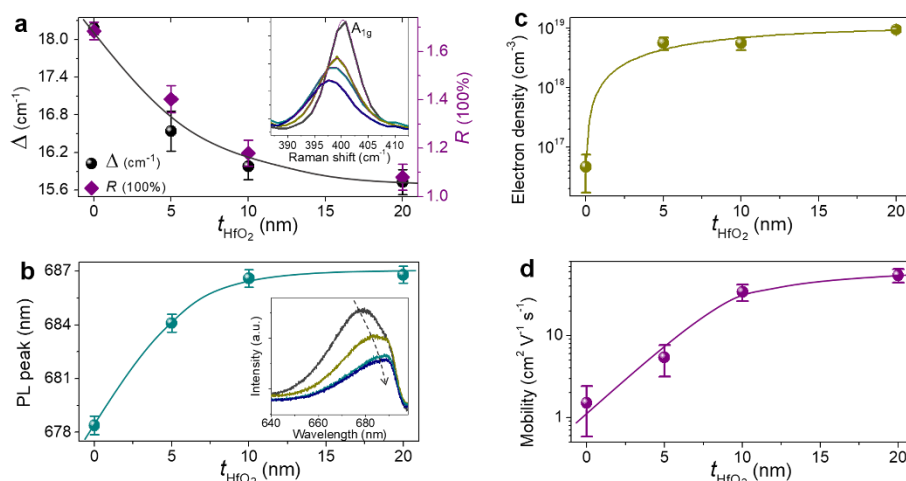 a
18.0
17.2
16.8
16.2
15.6
Δ (cm⁻¹)
Δ (cm⁻¹)
R (100%)
A1g
390 395 400 405 410
Raman shift (cm⁻¹)
1.6
1.4
1.2
1.0
R (100%)
0 5 10 15 20
tHfO2 (nm)
b
687
684
681
678
PL peak (nm)
Intensity (a.u.)
640 660 680
Wavelength (nm)
0 5 10 15 20
tHfO2 (nm)
c
10¹⁹
10¹⁸
10¹⁷
Electron density (cm⁻³)
0 5 10 15 20
tHfO2 (nm)
d
10
1
Mobility (cm² V⁻¹ s⁻¹)
0 5 10 15 20
tHfO2 (nm)